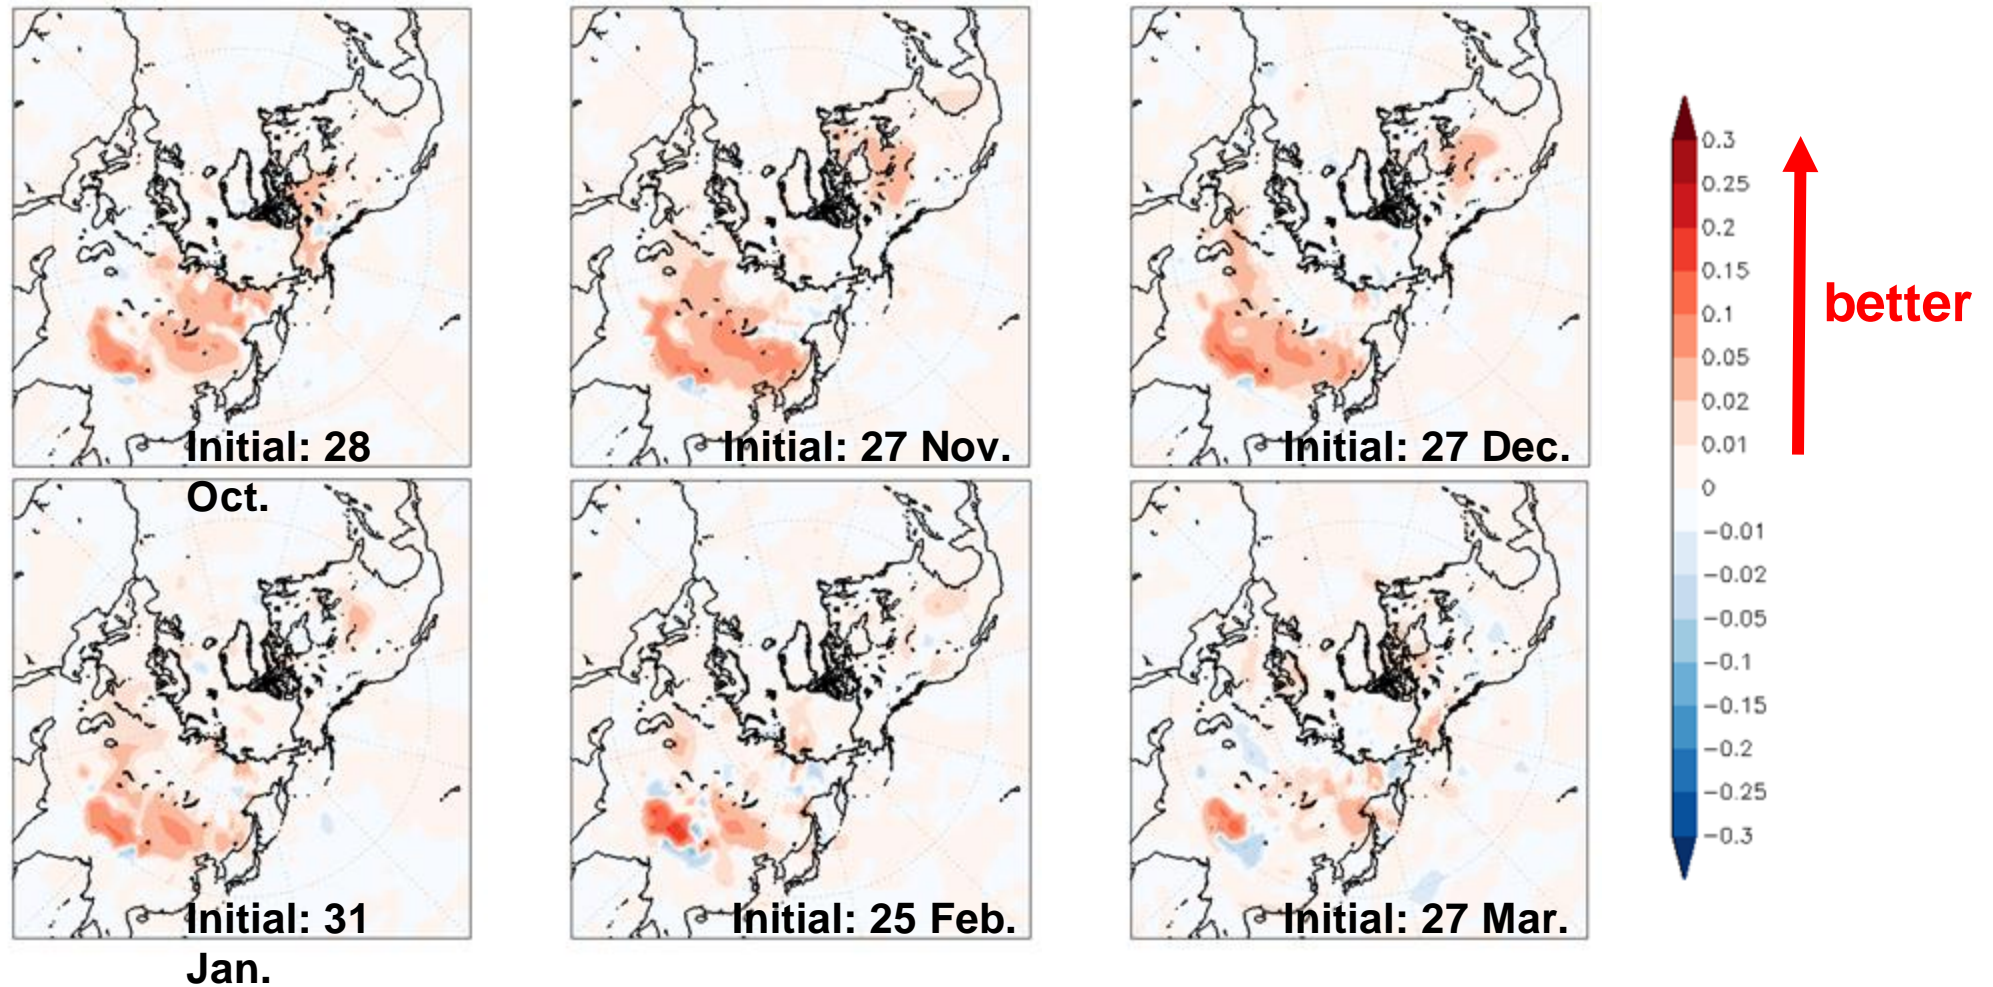 Initial: 28
Oct.
Initial: 27 Nov.
Initial: 27 Dec.
Initial: 31
Jan.
Initial: 25 Feb.
Initial: 27 Mar.
0.3
0.25
0.2
0.15
0.1
0.05
0.02
0.01
0
−0.01
−0.02
−0.05
−0.1
−0.15
−0.2
−0.25
−0.3
better